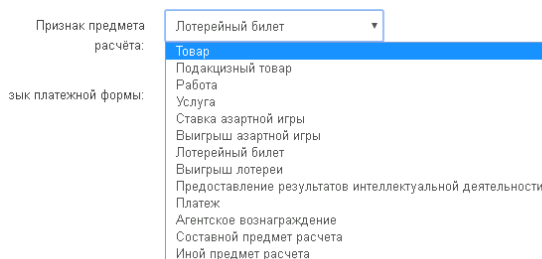 Признак предмета
расчёта:
Лотерейный билет
Товар
Подакцизный товар
Работа
зык платежной формы:
Услуга
Ставка азартной игры
Выигрыш азартной игры
Лотерейный билет
Выигрыш лотереи
Предоставление результатов интеллектуальной деятельности
Платеж
Агентское вознаграждение
Составной предмет расчета
Иной предмет расчета